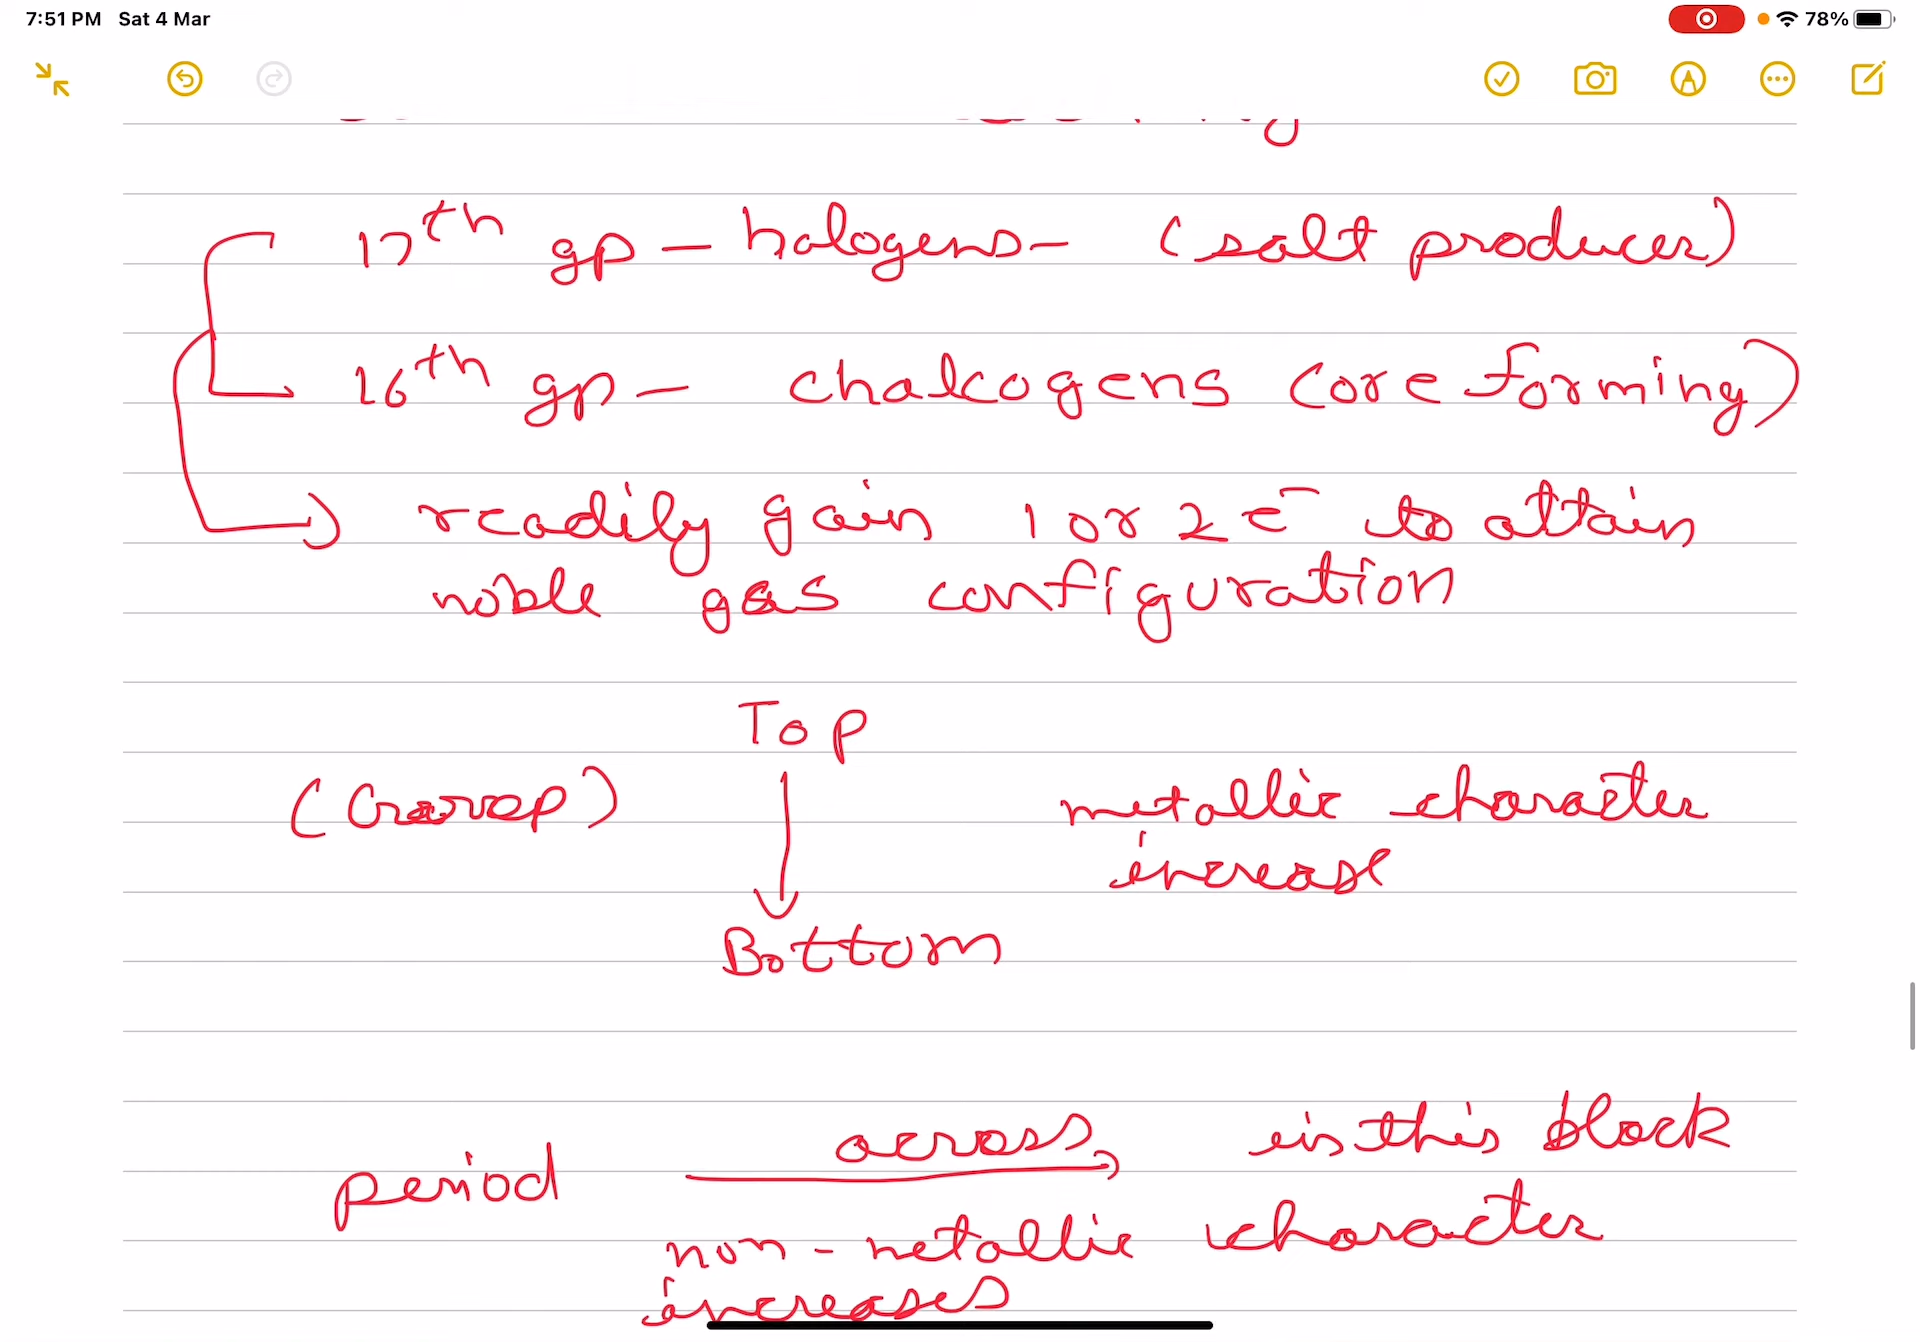 7:51 PM Sat 4 Mar
78%
17th gp - halogens - (salt producer)
16th gp - chalcogens (ore forming)
readily gain 1 or 2 e⁻ to attain
noble gas configuration
Top
(Group) metallic character
increase
Bottom
across in this block
period
non-metallic character
increases